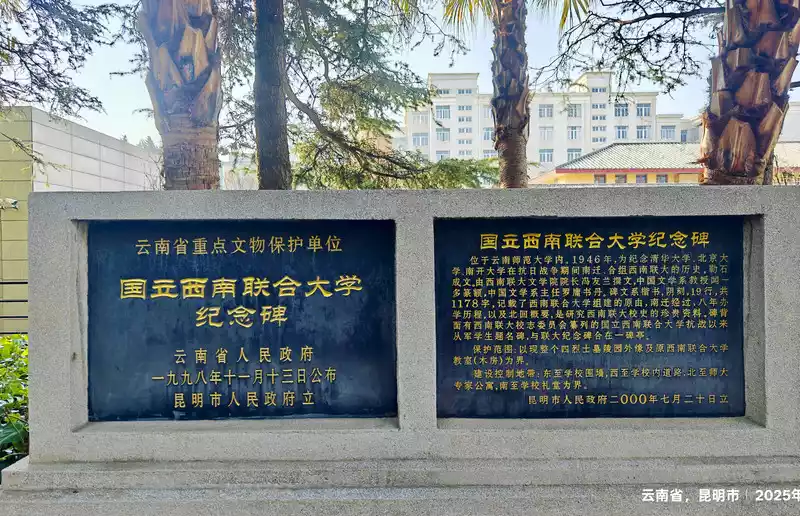 云南省重点文物保护单位
国立西南联合大学
纪念碑
云南省人民政府
一九九八年十一月十三日公布
昆明市人民政府立
国立西南联合大学纪念碑
位于云南师范大学内。1946年,为纪念清华大学、北京大
学、南开大学在抗日战争期间南迁、合组西南联大的历史,勒石
成文,由西南联大文学院院长冯友兰撰文,中国文学系教授闻一
多篆额,中国文学系主任罗庸书丹。碑文系楷书,阴刻,19行,共
1178字,记载了西南联合大学组建的原由,南迁经过,八年办
学历程,以及北回概要,是研究西南联大校史的珍贵资料。碑背
面有西南联大校志委员会纂列的国立西南联合大学抗战以来
从军学生题名碑,与联大纪念碑合在一碑亭。
保护范围:以现整个四烈士墓陵园外缘及原西南联合大学
教室(木房)为界。
建设控制地带:东至学校围墙,西至学校内道路,北至师大
专家公寓,南至学校礼堂为界。
昆明市人民政府二000年七月二十日立
云南省,昆明市 | 2025年